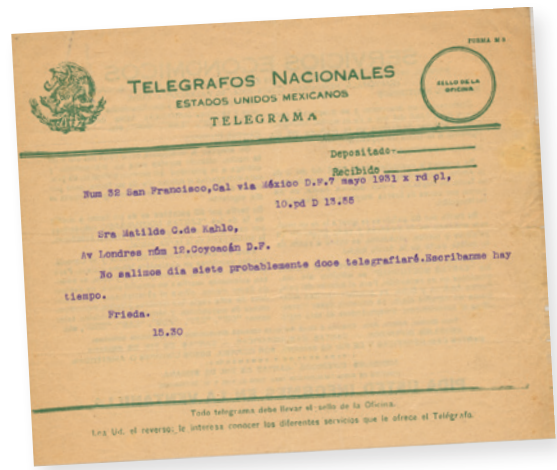 FORMA M 8
TELEGRAFOS NACIONALES
ESTADOS UNIDOS MEXICANOS
TELEGRAMA
SELLO DE LA
OFICINA
Depositado
Recibido
Num 32 San Francisco,Cal via México D.F.7 mayo 1931 x rd pl,
10.pd D 13.55
Sra Matilde C.de Kahlo,
Av Londres núm 12.Coyoacán D.F.
No salimos día siete probablemente doce telegrafiaré.Escríbanme hay
tiempo.
Frieda.
15.30
Todo telegrama debe llevar el sello de la Oficina.
Lea Ud. el reverso; le interesa conocer los diferentes servicios que le ofrece el Telégrafo.